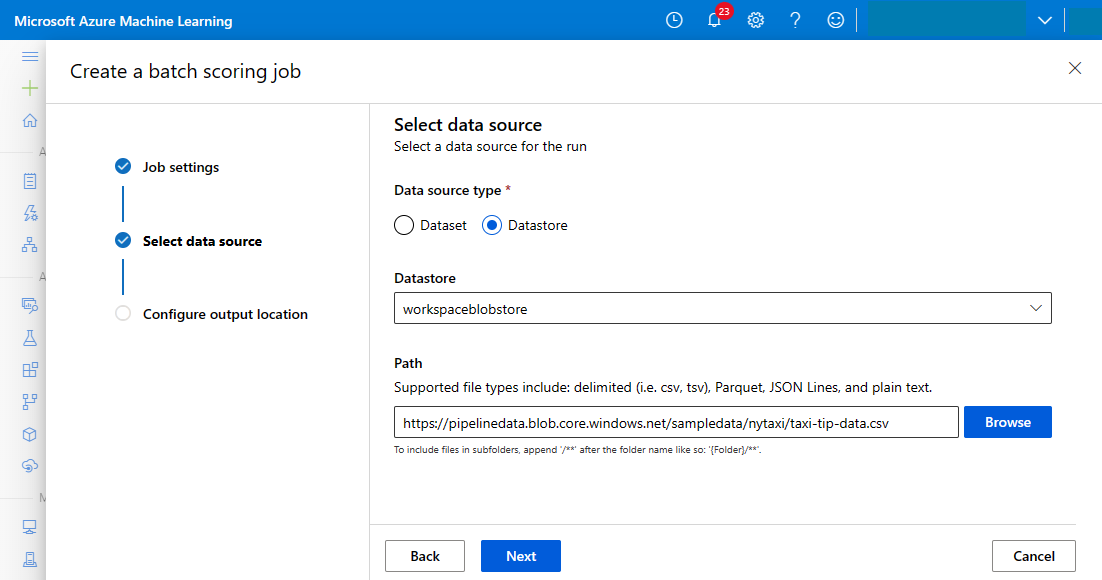 Microsoft Azure Machine Learning
23
Create a batch scoring job
Job settings
Select data source
Configure output location
Select data source
Select a data source for the run
Data source type *
Dataset
Datastore
Datastore
workspaceblobstore
Path
Supported file types include: delimited (i.e. csv, tsv), Parquet, JSON Lines, and plain text.
https://pipelinedata.blob.core.windows.net/sampledata/nytaxi/taxi-tip-data.csv
Browse
To include files in subfolders, append '/**' after the folder name like so: '{Folder}/**'.
Back
Next
Cancel
A
A
M